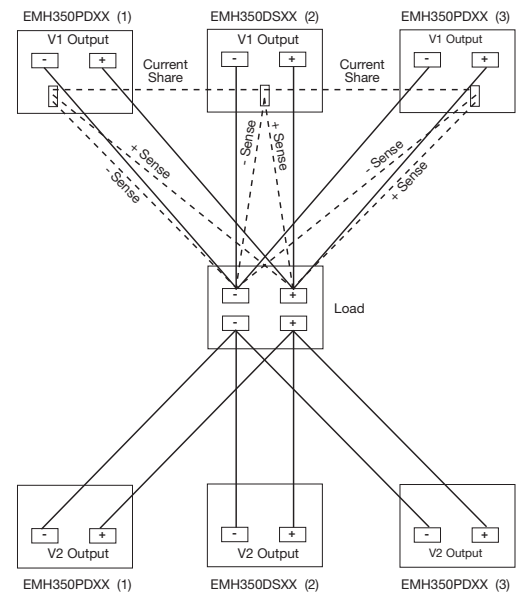 EMH350PDXX (1)
EMH350DSXX (2)
EMH350PDXX (3)
V1 Output
V1 Output
V1 Output
- +
- +
- +
Current
Share
Current
Share
- Sense
+ Sense
- Sense
+ Sense
- Sense
+ Sense
- +
Load
- +
- +
- +
- +
V2 Output
V2 Output
V2 Output
EMH350PDXX (1)
EMH350DSXX (2)
EMH350PDXX (3)